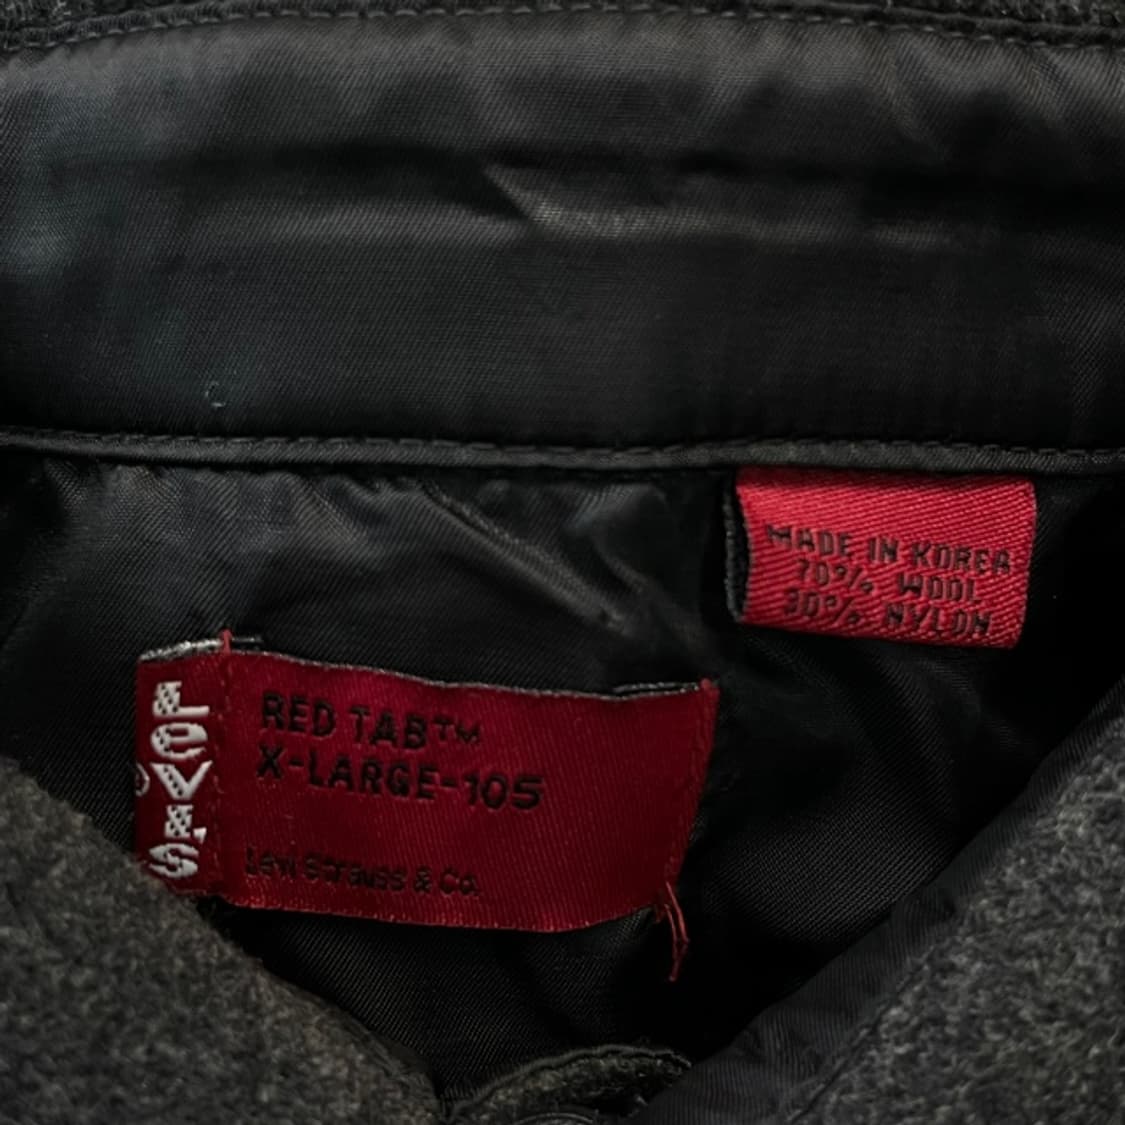 MADE IN KOREA
70% WOOL
30% NYLON
LEVI'S
®
RED TAB™
X-LARGE-105
Levi Strauss & Co.